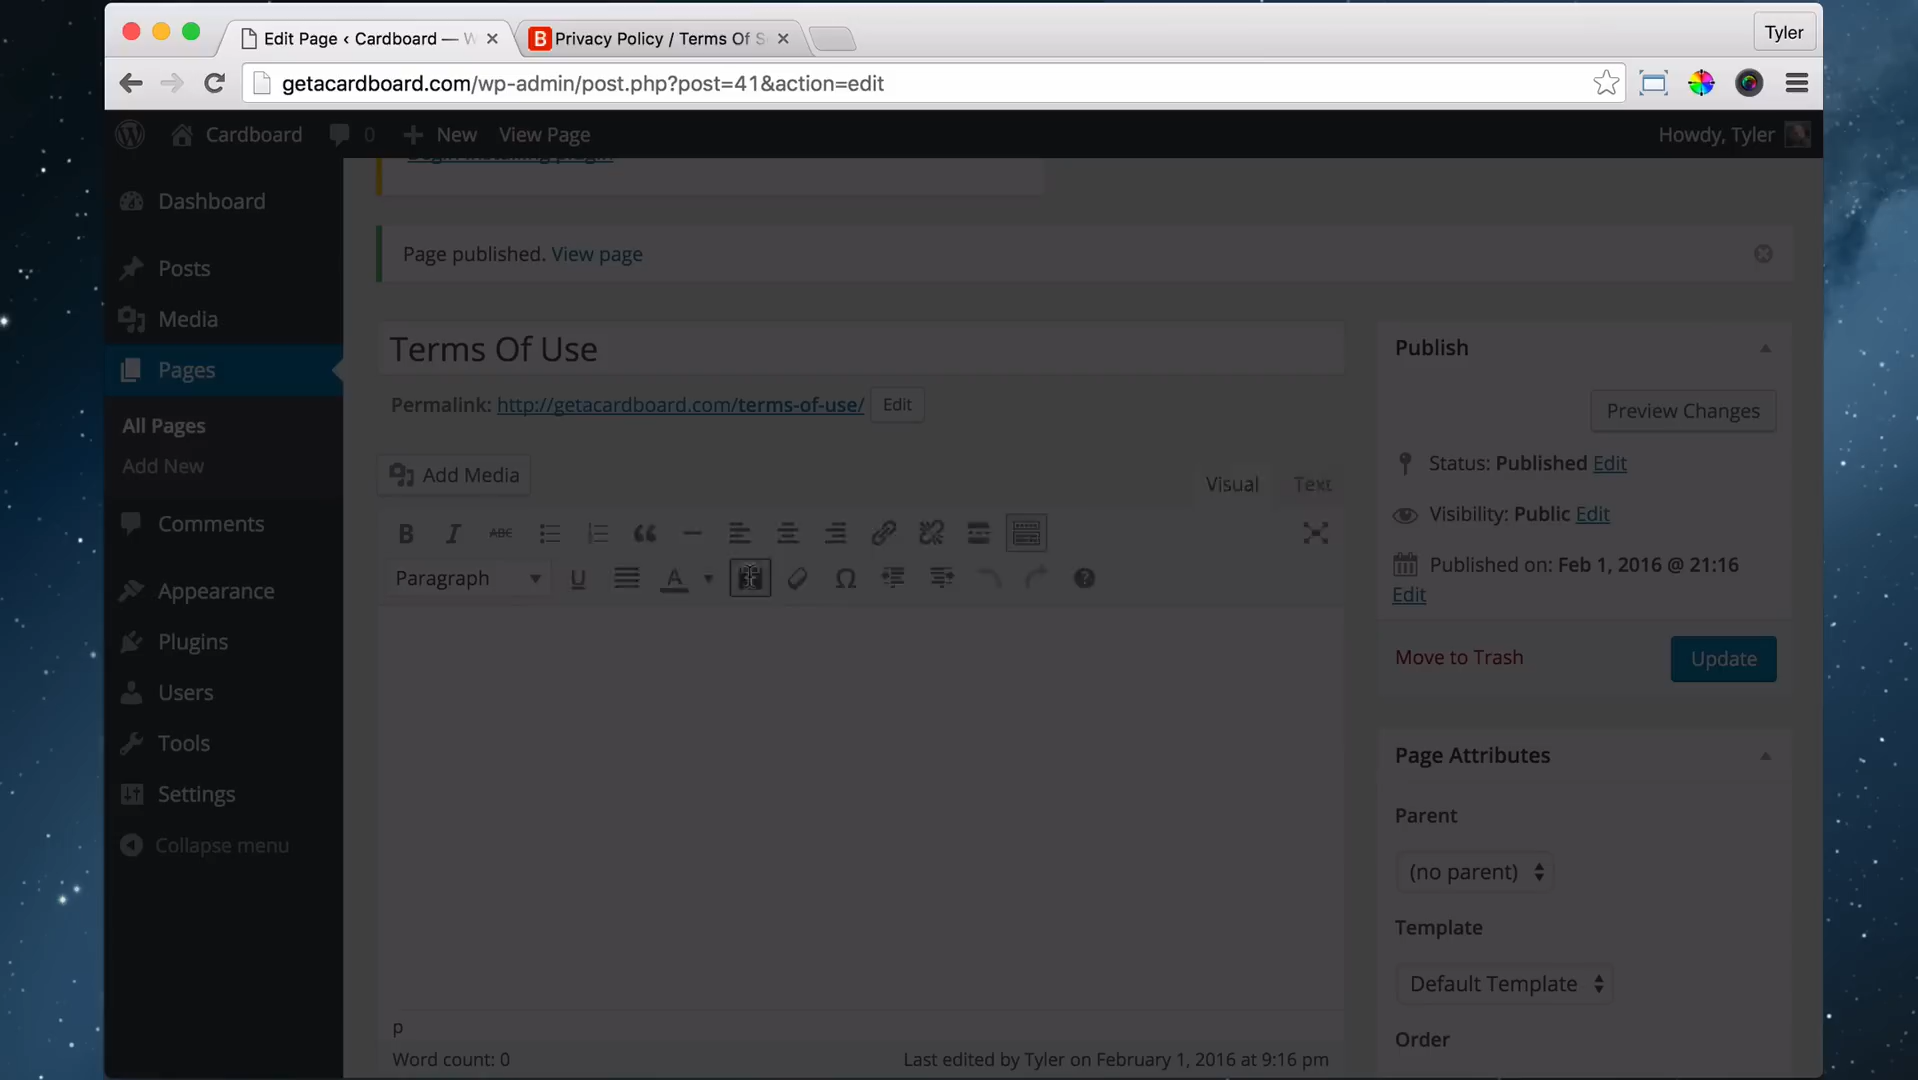 Edit Page ‹ Cardboard — W
Privacy Policy / Terms Of S
Tyler
getacardboard.com/wp-admin/post.php?post=41&action=edit
Cardboard
0
New
View Page
Howdy, Tyler
Begin installing plugin
Dashboard
Posts
Media
Pages
All Pages
Add New
Comments
Appearance
Plugins
Users
Tools
Settings
Collapse menu
Page published. View page
Terms Of Use
Permalink: http://getacardboard.com/terms-of-use/ Edit
Add Media
Visual
Text
B I ABC
Paragraph
U
A
Ω
p
Word count: 0
Last edited by Tyler on February 1, 2016 at 9:16 pm
Publish
Preview Changes
Status: Published Edit
Visibility: Public Edit
Published on: Feb 1, 2016 @ 21:16
Edit
Move to Trash
Update
Page Attributes
Parent
(no parent)
Template
Default Template
Order